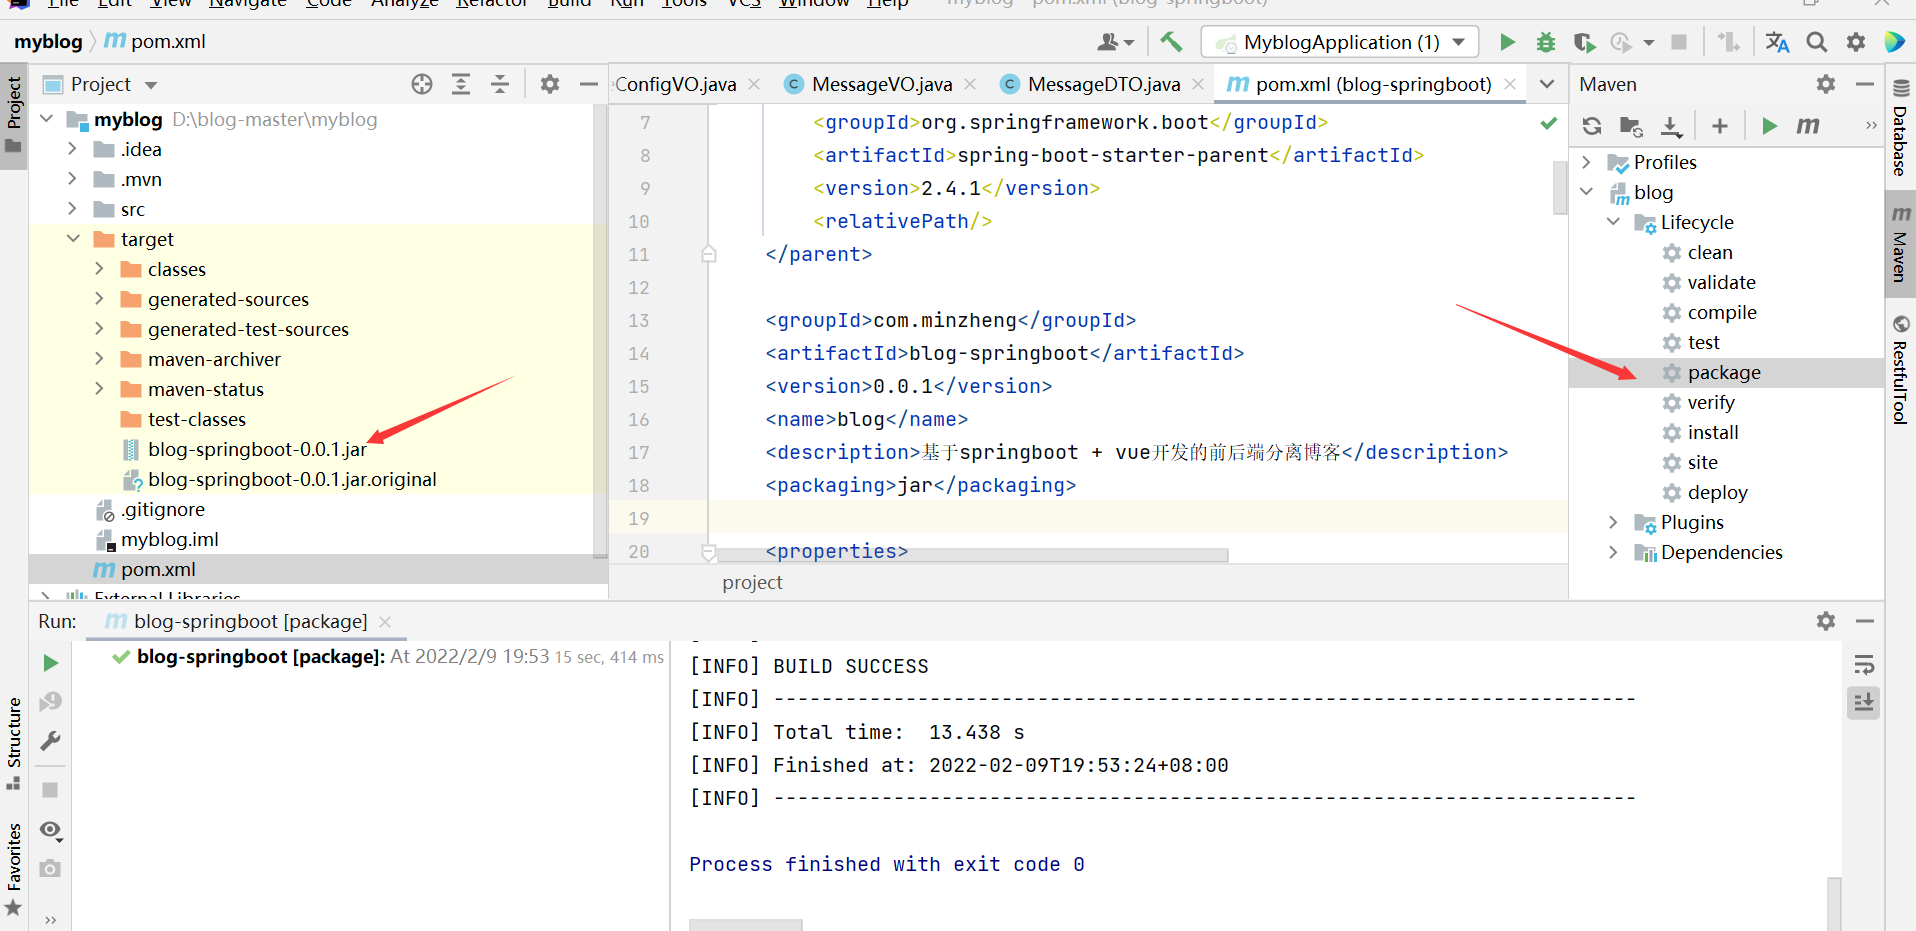 File Edit View Navigate Code Analyze Refactor Build Run Tools VCS Window Help myblog - pom.xml (blog-springboot)
myblog pom.xml MyblogApplication (1)
Project
ConfigVO.java MessageVO.java MessageDTO.java pom.xml (blog-springboot)
Maven
myblog D:\blog-master\myblog
.idea
.mvn
src
target
classes
generated-sources
generated-test-sources
maven-archiver
maven-status
test-classes
blog-springboot-0.0.1.jar
blog-springboot-0.0.1.jar.original
.gitignore
myblog.iml
pom.xml
External Libraries
7 <groupId>org.springframework.boot</groupId>
8 <artifactId>spring-boot-starter-parent</artifactId>
9 <version>2.4.1</version>
10 <relativePath/>
11 </parent>
12
13 <groupId>com.minzheng</groupId>
14 <artifactId>blog-springboot</artifactId>
15 <version>0.0.1</version>
16 <name>blog</name>
17 <description>基于springboot + vue开发的前后端分离博客</description>
18 <packaging>jar</packaging>
19
20 <properties>
project
Profiles
blog
Lifecycle
clean
validate
compile
test
package
verify
install
site
deploy
Plugins
Dependencies
Project
Structure
Favorites
Database
Maven
RestfulTool
Run: blog-springboot [package]
blog-springboot [package]: At 2022/2/9 19:53 15 sec, 414 ms
[INFO] BUILD SUCCESS
[INFO] ------------------------------------------------------------------------
[INFO] Total time:  13.438 s
[INFO] Finished at: 2022-02-09T19:53:24+08:00
[INFO] ------------------------------------------------------------------------
Process finished with exit code 0